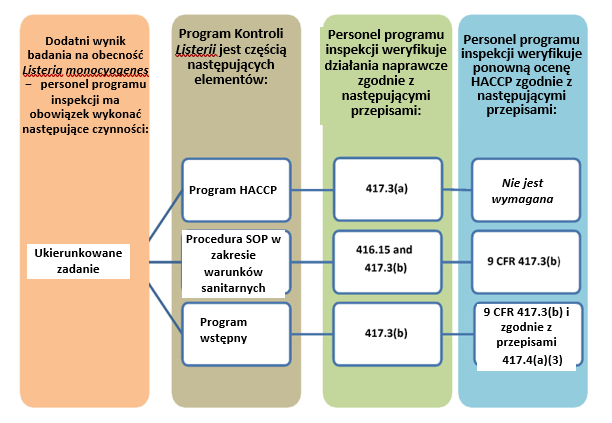 Dodatni wynik
badania na obecność
Listeria monocyogenes
– personel programu
inspekcji ma
obowiązek wykonać
następujące czynności:
Program Kontroli
Listerii jest częścią
następujących
elementów:
Personel programu
inspekcji weryfikuje
działania naprawcze
zgodnie z
następującymi
przepisami:
Personel programu
inspekcji weryfikuje
ponowną ocenę
HACCP zgodnie z
następującymi
przepisami:
Ukierunkowane
zadanie
Program HACCP
417.3(a)
Nie jest
wymagana
Procedura SOP w
zakresie
warunków
sanitarnych
416.15 and
417.3(b)
9 CFR 417.3(b)
Program
wstępny
417.3(b)
9 CFR 417.3(b) i
zgodnie z
przepisami
417.4(a)(3)